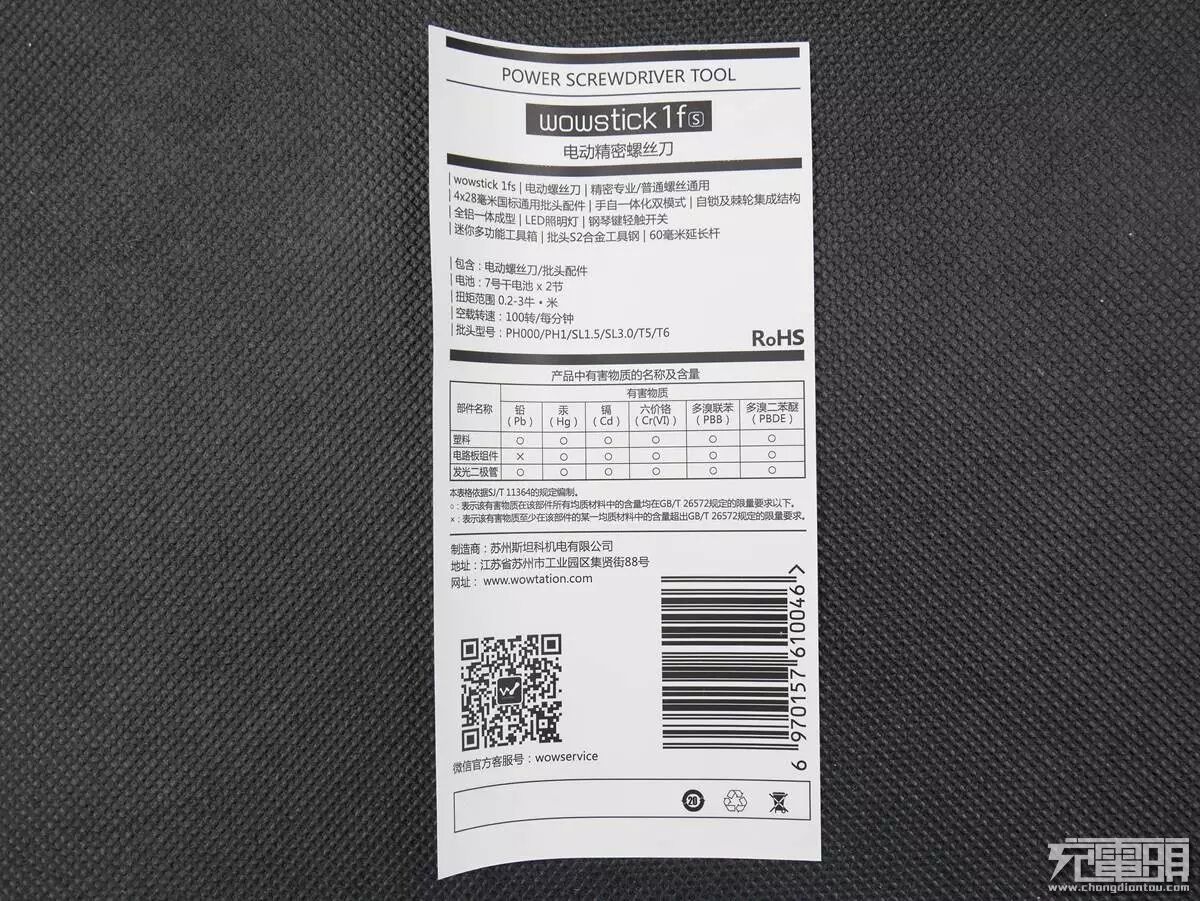 POWER SCREWDRIVER TOOL
wowstick 1f S
电动精密螺丝刀
wowstick 1fs | 电动螺丝刀 | 精密专业/普通螺丝通用
4x28毫米国标通用批头配件 | 手自一体化双模式 | 自锁及棘轮集成结构
全铝一体成型 | LED照明灯 | 钢琴键轻触开关
迷你多功能工具箱 | 批头S2合金工具钢 | 60毫米延长杆
包含：电动螺丝刀/批头配件
电池：7号干电池 x 2节
扭矩范围 0.2-3牛·米
空载转速：100转/每分钟
批头型号：PH000/PH1/SL1.5/SL3.0/T5/T6
RoHS
产品中有害物质的名称及含量
部件名称 有害物质
铅（Pb） 汞（Hg） 镉（Cd） 六价铬（Cr(VI)） 多溴联苯（PBB） 多溴二苯醚（PBDE）
塑料 ○ ○ ○ ○ ○ ○
电路板组件 × ○ ○ ○ ○ ○
发光二极管 ○ ○ ○ ○ ○ ○
本表格依据SJ/T 11364的规定编制。
○：表示该有害物质在该部件所有均质材料中的含量均在GB/T 26572规定的限量要求以下。
×：表示该有害物质至少在该部件的某一均质材料中的含量超出GB/T 26572规定的限量要求。
制造商：苏州斯坦科机电有限公司
地址：江苏省苏州市工业园区集贤街88号
网址：www.wowtation.com
6 970157 610046 >
微信官方客服号：wowservice
20
充電頭
www.chongdiantou.com